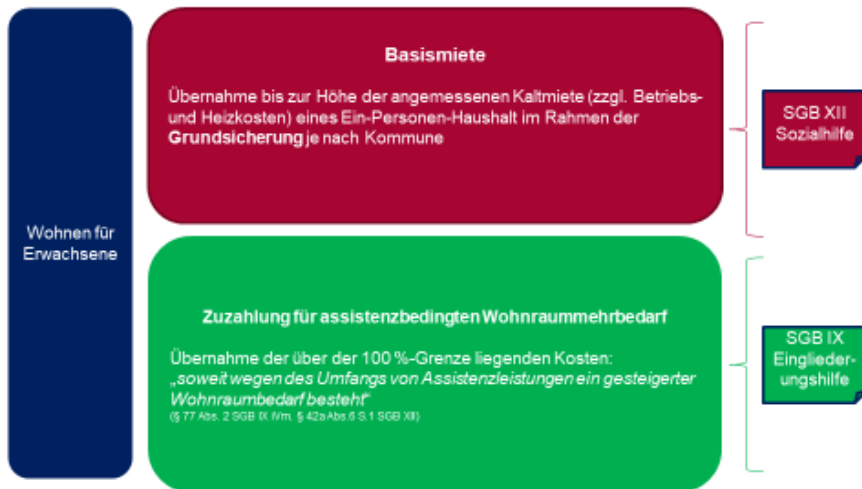 Wohnen für
Erwachsene
Basismiete
Übernahme bis zur Höhe der angemessenen Kaltmiete (zzgl. Betriebs-
und Heizkosten) eines Ein-Personen-Haushalt im Rahmen der
Grundsicherung je nach Kommune
SGB XII
Sozialhilfe
Zuzahlung für assistenzbedingten Wohnraummehrbedarf
Übernahme der über der 100 %-Grenze liegenden Kosten:
„soweit wegen des Umfangs von Assistenzleistungen ein gesteigerter
Wohnraumbedarf besteht“
(§ 77 Abs. 2 SGB IX iVm. § 42a Abs.6 S.1 SGB XII)
SGB IX
Einglieder-
ungshilfe